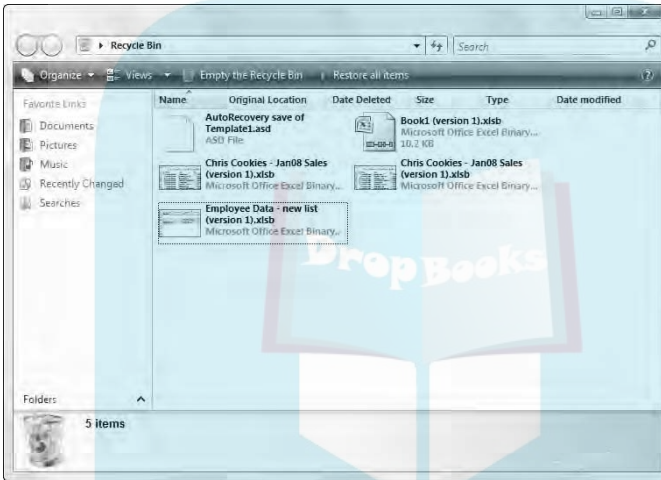 Recycle Bin
Search
Organize Views Empty the Recycle Bin Restore all items
Favorite Links
Documents
Pictures
Music
Recently Changed
Searches
Folders
Name Original Location Date Deleted Size Type Date modified
AutoRecovery save of
Template1.asd
ASD File
Book1 (version 1).xlsb
Microsoft Office Excel Binary...
10.2 KB
Chris Cookies - Jan08 Sales
(version 1).xlsb
Microsoft Office Excel Binary...
Chris Cookies - Jan08 Sales
(version 1).xlsb
Microsoft Office Excel Binary...
Employee Data - new list
(version 1).xlsb
Microsoft Office Excel Binary...
Drop Books
5 items